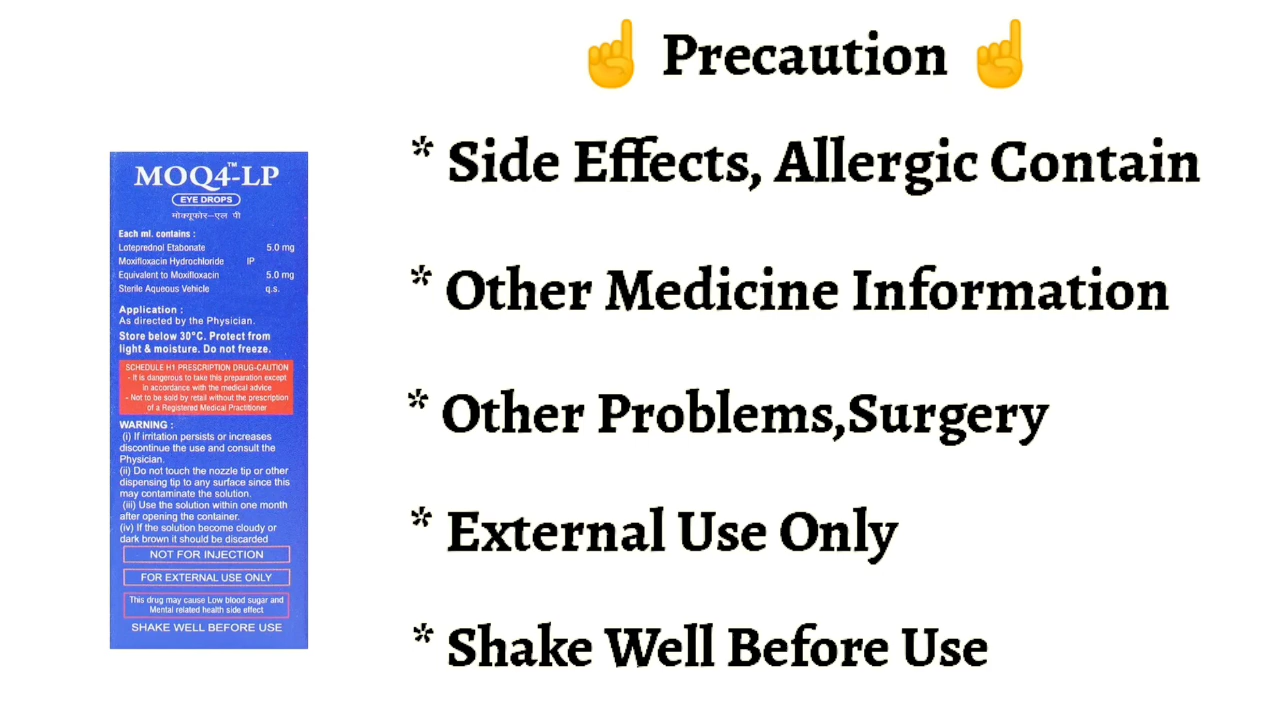 ☝ Precaution ☝
* Side Effects, Allergic Contain
* Other Medicine Information
* Other Problems,Surgery
* External Use Only
* Shake Well Before Use
MOQ4™-LP
EYE DROPS
मोक्यूफोर-एल पी
Each ml. contains :
Loteprednol Etabonate 5.0 mg
Moxifloxacin Hydrochloride IP
Equivalent to Moxifloxacin 5.0 mg
Sterile Aqueous Vehicle q.s.
Application :
As directed by the Physician.
Store below 30°C. Protect from
light & moisture. Do not freeze.
SCHEDULE H1 PRESCRIPTION DRUG-CAUTION
- It is dangerous to take this preparation except
in accordance with the medical advice
- Not to be sold by retail without the prescription
of a Registered Medical Practitioner
WARNING :
(i) If irritation persists or increases
discontinue the use and consult the
Physician.
(ii) Do not touch the nozzle tip or other
dispensing tip to any surface since this
may contaminate the solution.
(iii) Use the solution within one month
after opening the container.
(iv) If the solution become cloudy or
dark brown it should be discarded
NOT FOR INJECTION
FOR EXTERNAL USE ONLY
This drug may cause Low blood sugar and
Mental related health side effect
SHAKE WELL BEFORE USE